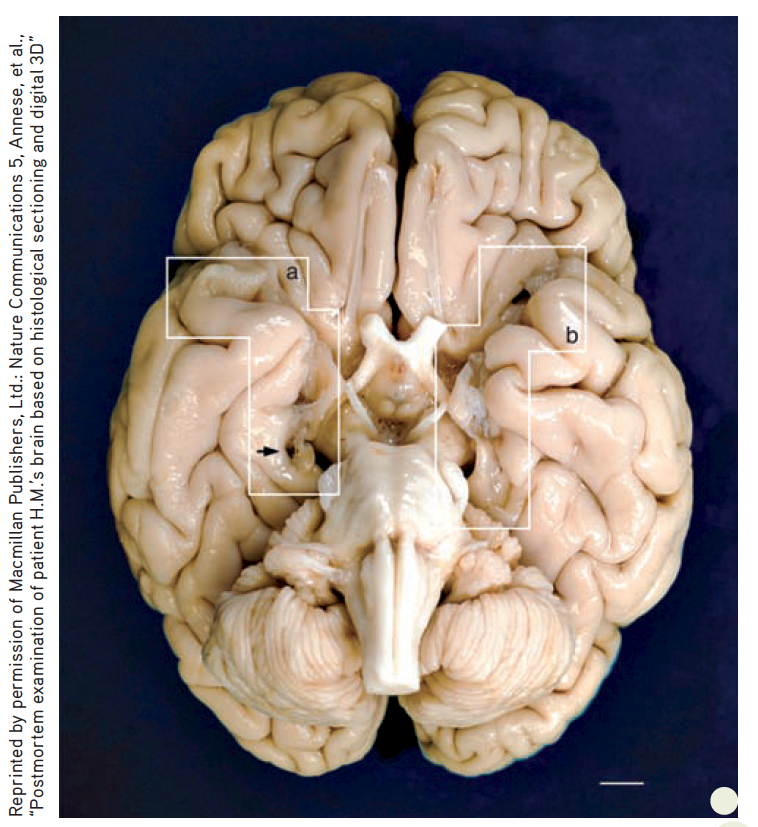 Reprinted by permission of Macmillan Publishers, Ltd.: Nature Communications 5, Annese, et al.,
“Postmortem examination of patient H.M.’s brain based on histological sectioning and digital 3D”
a
b